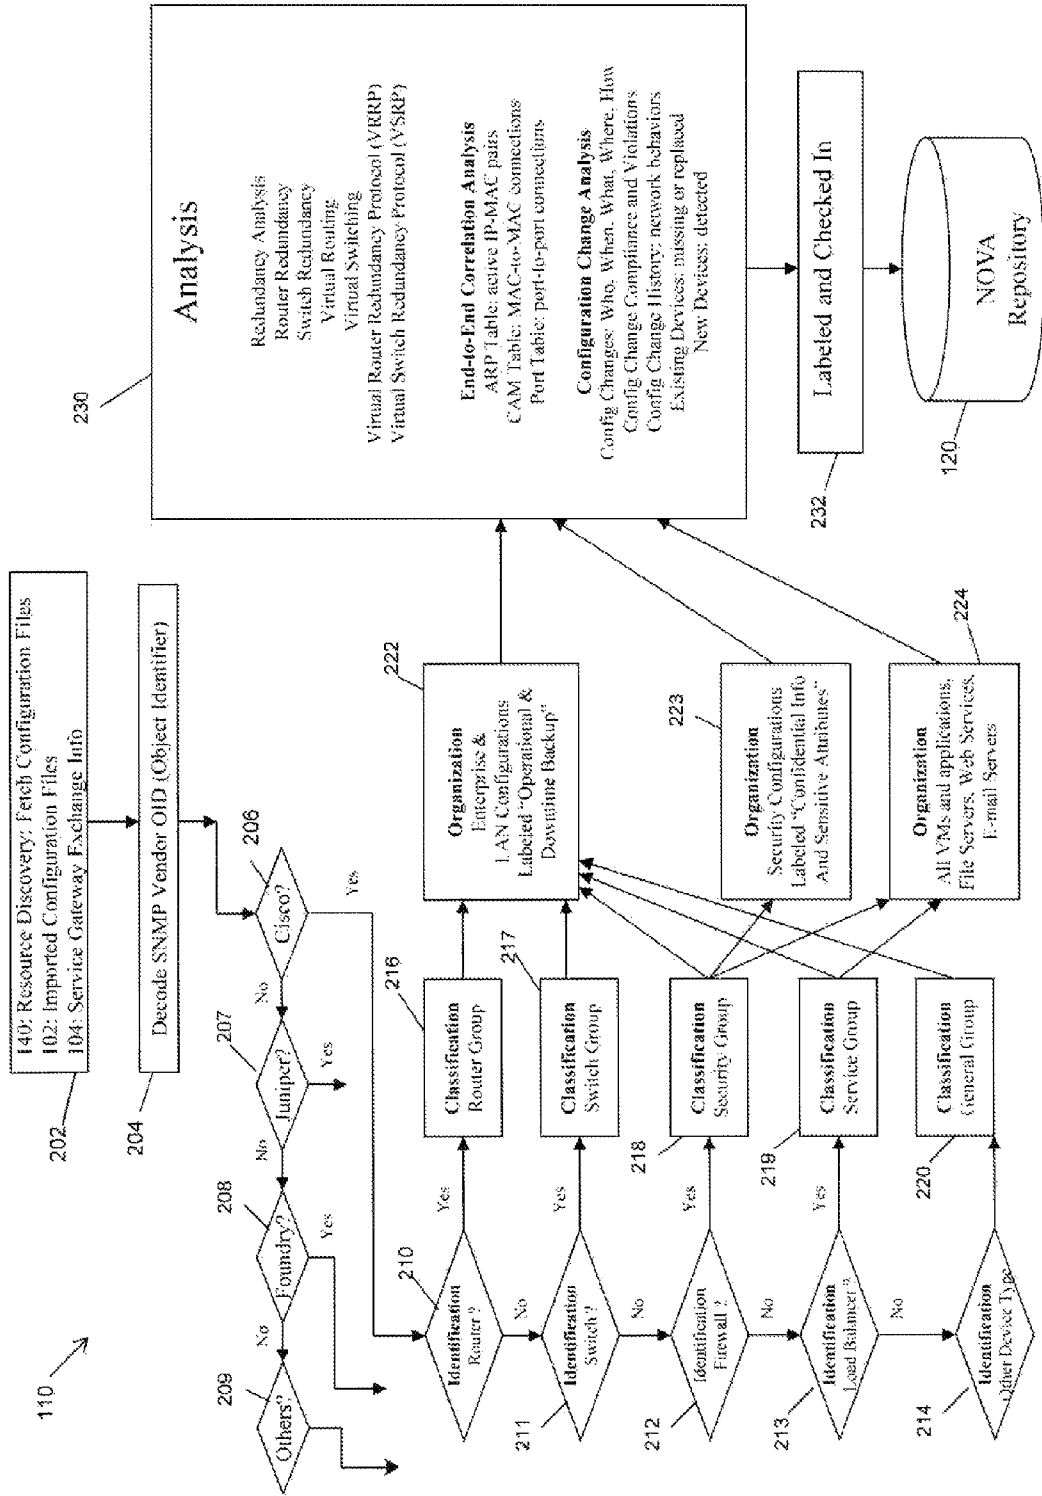 110
140: Resource Discovery: Fetch Configuration Files
102: Imported Configuration Files
104: Service Gateway Exchange Info
202
Decode SNMP Vendor OID (Object Identifier)
204
Cisco?
206
Yes
No
Juniper?
207
Yes
No
Foundry?
208
Yes
No
Others?
209
Identification
Router ?
210
Yes
No
Identification
Switch ?
211
Yes
No
Identification
Firewall ?
212
Yes
No
Identification
Load Balancer ?
213
Yes
No
Identification
Other Device Type
214
Classification
Router Group
216
Classification
Switch Group
217
Classification
Security Group
218
Classification
Service Group
219
Classification
General Group
220
Organization
Enterprise &
LAN Configurations
Labeled "Operational &
Downtime Backup"
222
Organization
Security Configurations
Labeled "Confidential Info
And Sensitive Attributes"
223
Organization
All VMs and applications,
File Servers, Web Services,
E-mail Servers
224
230
Analysis
Redundancy Analysis
Router Redundancy
Switch Redundancy
Virtual Routing
Virtual Switching
Virtual Router Redundancy Protocol (VRRP)
Virtual Switch Redundancy Protocol (VSRP)
End-to-End Correlation Analysis
ARP Table: active IP-MAC pairs
CAM Table: MAC-to-MAC connections
Port Table: port-to-port connections
Configuration Change Analysis
Config Changes: Who, When, What, Where, How
Config Change Compliance and Violations
Config Change History: network behaviors
Existing Devices: missing or replaced
New Devices: detected
Labeled and Checked In
232
NOVA
Repository
120